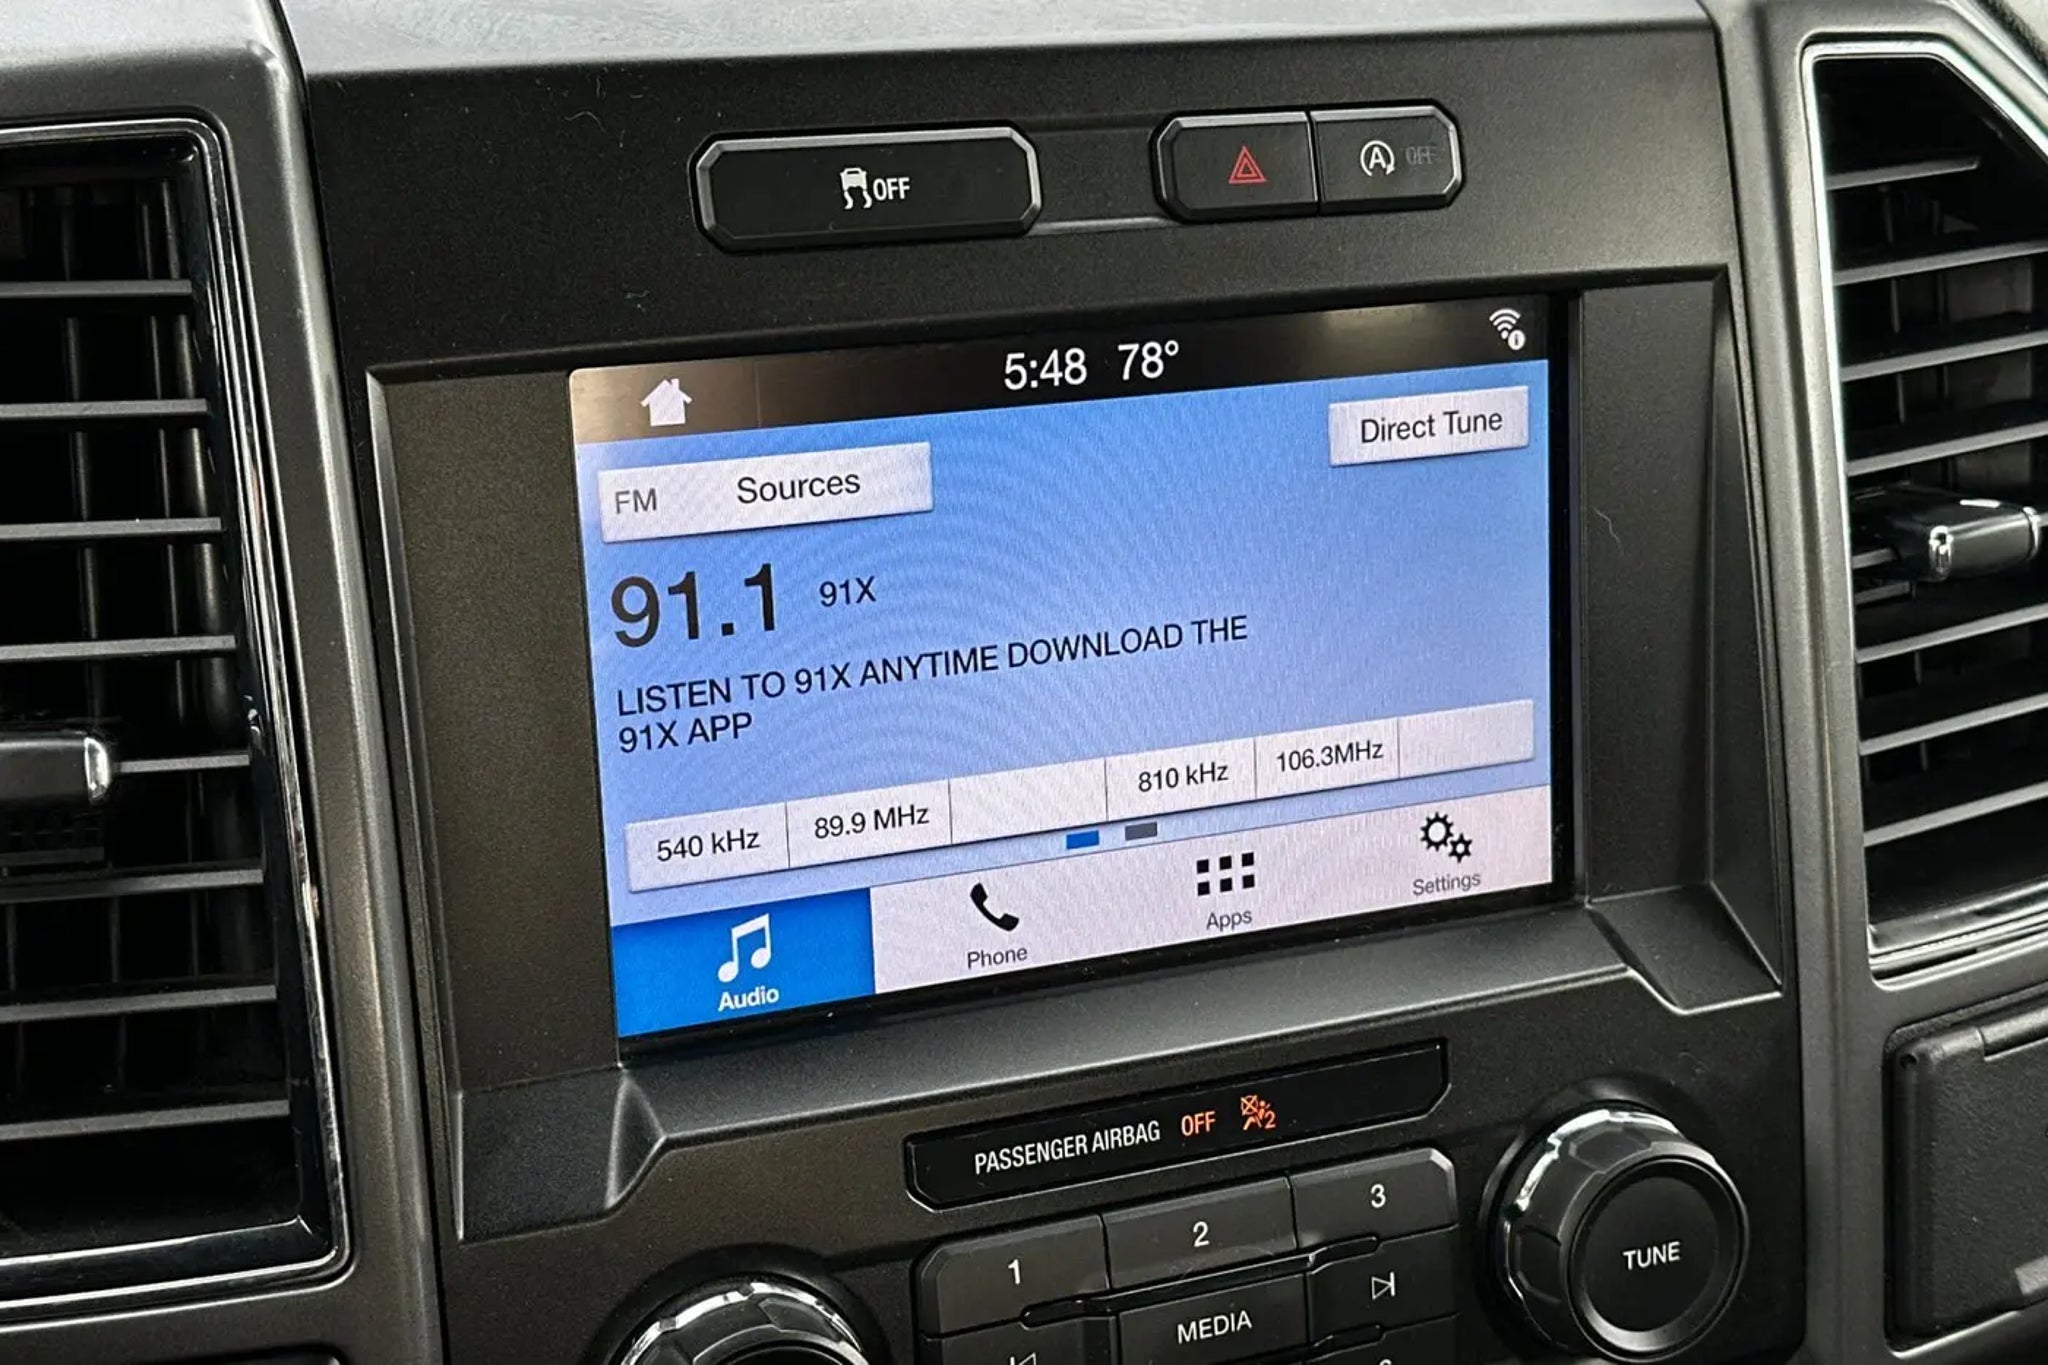 OFF
A OFF
5:48 78°
Direct Tune
FM Sources
91.1 91X
LISTEN TO 91X ANYTIME DOWNLOAD THE
91X APP
540 kHz 89.9 MHz 810 kHz 106.3MHz
Audio Phone Apps Settings
PASSENGER AIRBAG OFF 2
1 2 3
MEDIA
TUNE